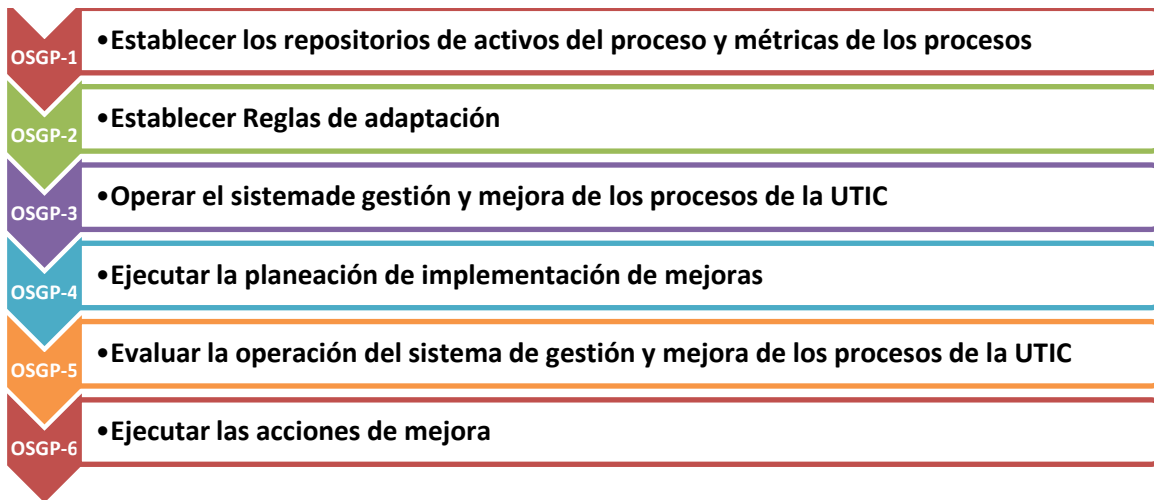 OSGP-1
•Establecer los repositorios de activos del proceso y métricas de los procesos
OSGP-2
•Establecer Reglas de adaptación
OSGP-3
•Operar el sistemade gestión y mejora de los procesos de la UTIC
OSGP-4
•Ejecutar la planeación de implementación de mejoras
OSGP-5
•Evaluar la operación del sistema de gestión y mejora de los procesos de la UTIC
OSGP-6
•Ejecutar las acciones de mejora